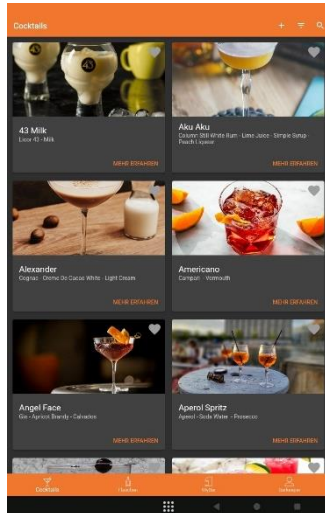 Cocktails
43 Milk
Licor 43 - Milk
MEHR ERFAHREN
Aku Aku
Column Still White Rum - Lime Juice - Simple Syrup -
Peach Liqueur
MEHR ERFAHREN
Alexander
Cognac - Creme De Cacao White - Light Cream
MEHR ERFAHREN
Americano
Campari - Vermouth
MEHR ERFAHREN
Angel Face
Gin - Apricot Brandy - Calvados
MEHR ERFAHREN
Aperol Spritz
Aperol - Soda Water - Prosecco
MEHR ERFAHREN
Cocktails